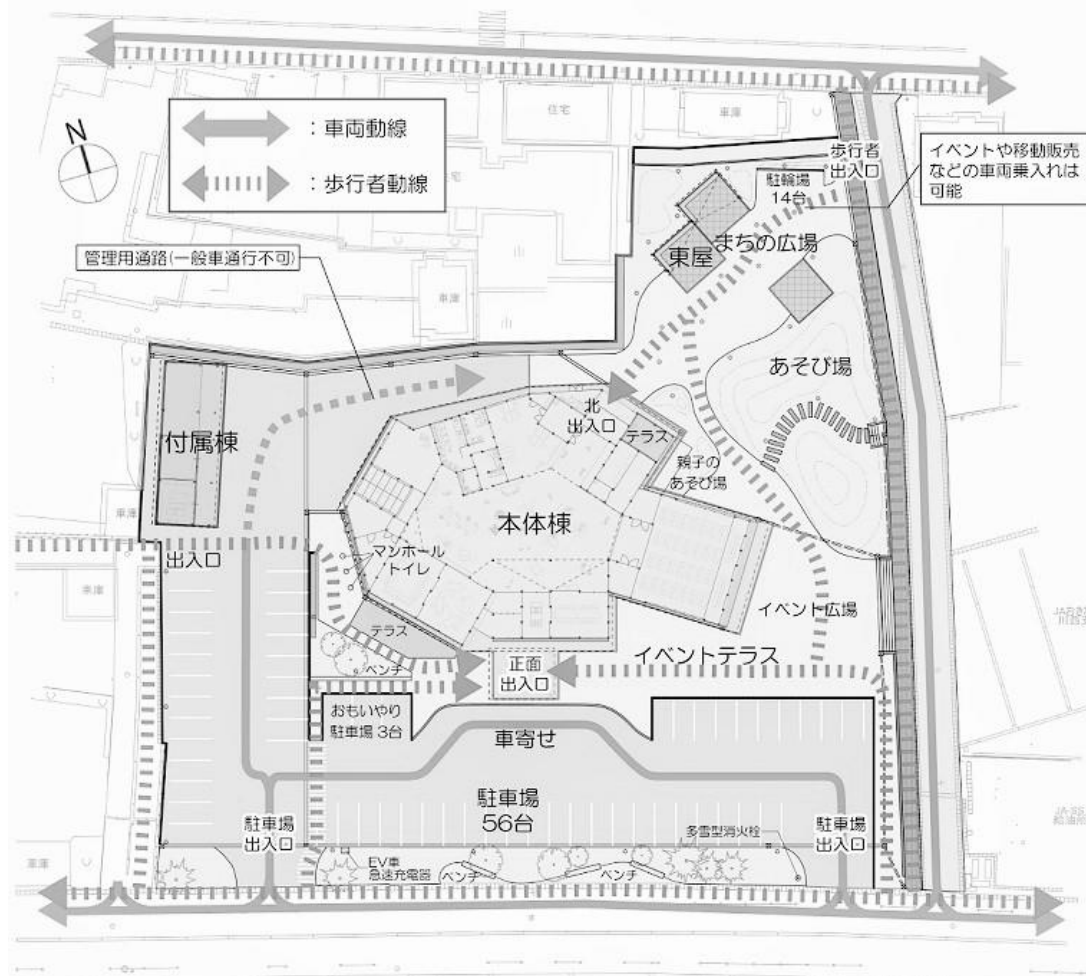 住宅
車庫
N
：車両動線
：歩行者動線
歩行者
出入口
イベントや移動販売
などの車両乗入れは
可能
駐輪場
14台
東屋
まちの広場
管理用通路(一般車通行不可)
車庫
あそび場
付属棟
北
出入口
テラス
親子の
あそび場
本体棟
車庫
出入口
マンホール
トイレ
車庫
イベント広場
テラス
ベンチ
正面
出入口
イベントテラス
おもいやり
駐車場 3台
車寄せ
駐車場
56台
駐車場
出入口
多雪型消火栓
駐車場
出入口
車庫
EV車
急速充電器
ベンチ
ベンチ